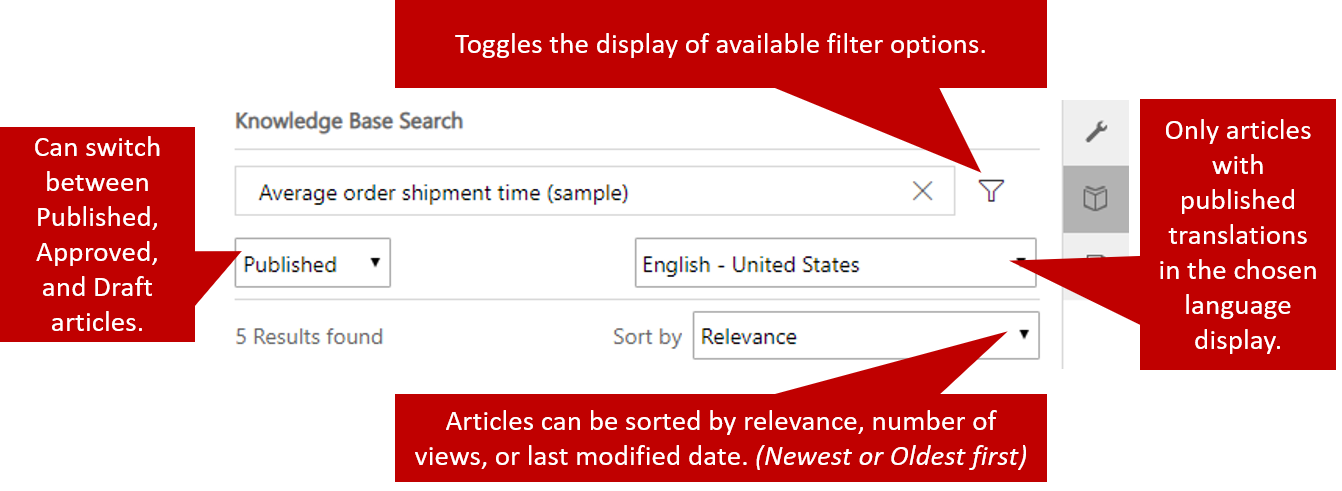 Toggles the display of available filter options.
Knowledge Base Search
Can switch
between
Published,
Approved,
and Draft
articles.
Average order shipment time (sample)
Published
English - United States
Only articles
with
published
translations
in the chosen
language
display.
5 Results found
Sort by
Relevance
Articles can be sorted by relevance, number of
views, or last modified date. (Newest or Oldest first)